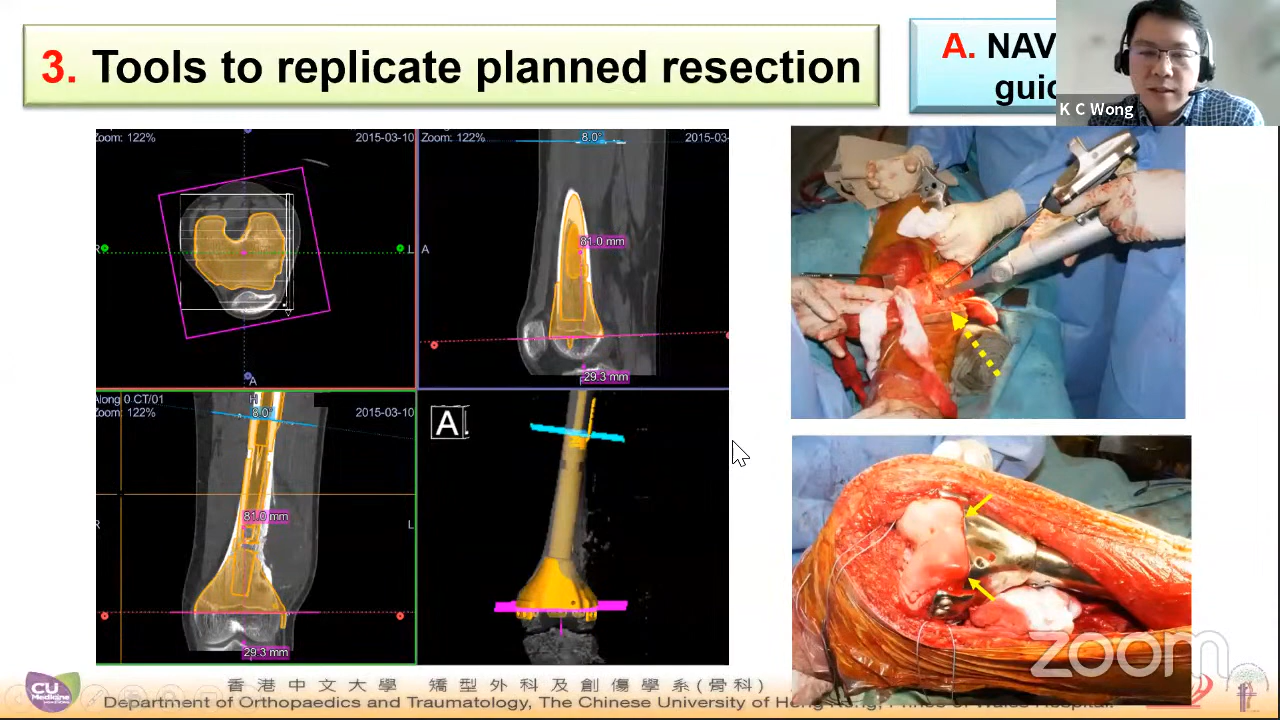 3. Tools to replicate planned resection
A. NAV
guid
K C Wong
Zoom: 122%
2015-03-10
R
L
A
Zoom: 122%
8.0°
2015-03-
A
81.0 mm
29.3 mm
Along 0 CT/01
Zoom: 122%
H
8.0°
2015-03-10
R
L
81.0 mm
29.3 mm
A.
zoom
CU
Medicine
香港中文大學 矯型外科及創傷學系(骨科)
Department of Orthopaedics and Traumatology, The Chinese University of Hong Kong, Prince of Wales Hospital.